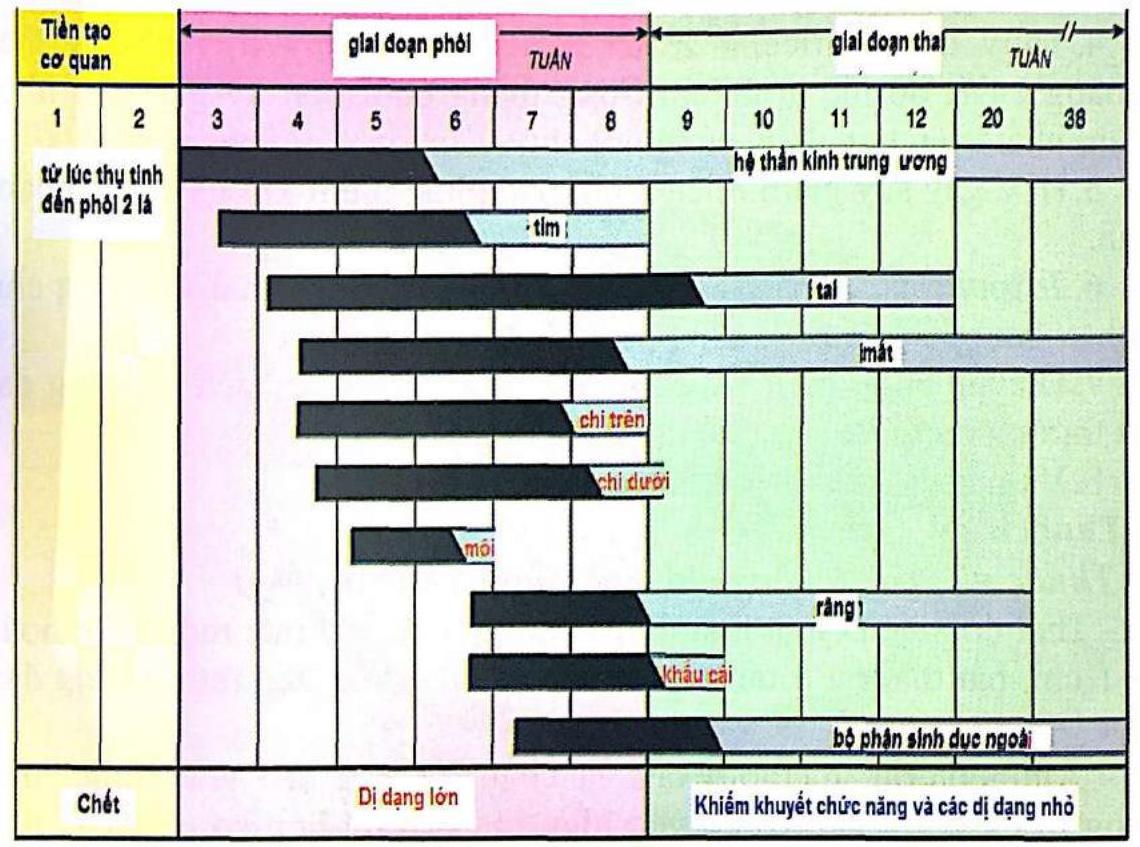 Tiền tạo
cơ quan
giai đoạn phôi
TUẦN
giai đoạn thai
TUẦN
1 2 3 4 5 6 7 8 9 10 11 12 20 38
từ lúc thụ tinh
đến phôi 2 lá
hệ thần kinh trung ương
tim
tai
mắt
chi trên
chi dưới
môi
răng
khẩu cái
bộ phận sinh dục ngoài
Chết
Dị dạng lớn
Khiếm khuyết chức năng và các dị dạng nhỏ